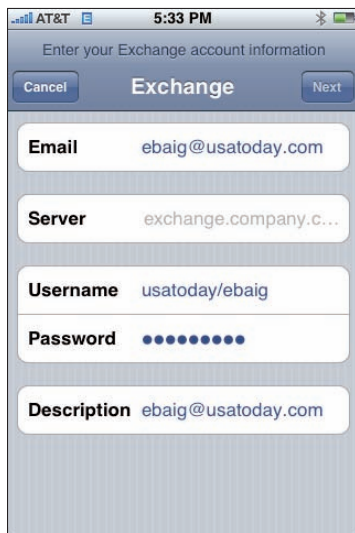 AT&T E 5:33 PM
Enter your Exchange account information
Cancel Exchange Next
Email ebaig@usatoday.com
Server exchange.company.c...
Username usatoday/ebaig
Password ●●●●●●●●●
Description ebaig@usatoday.com